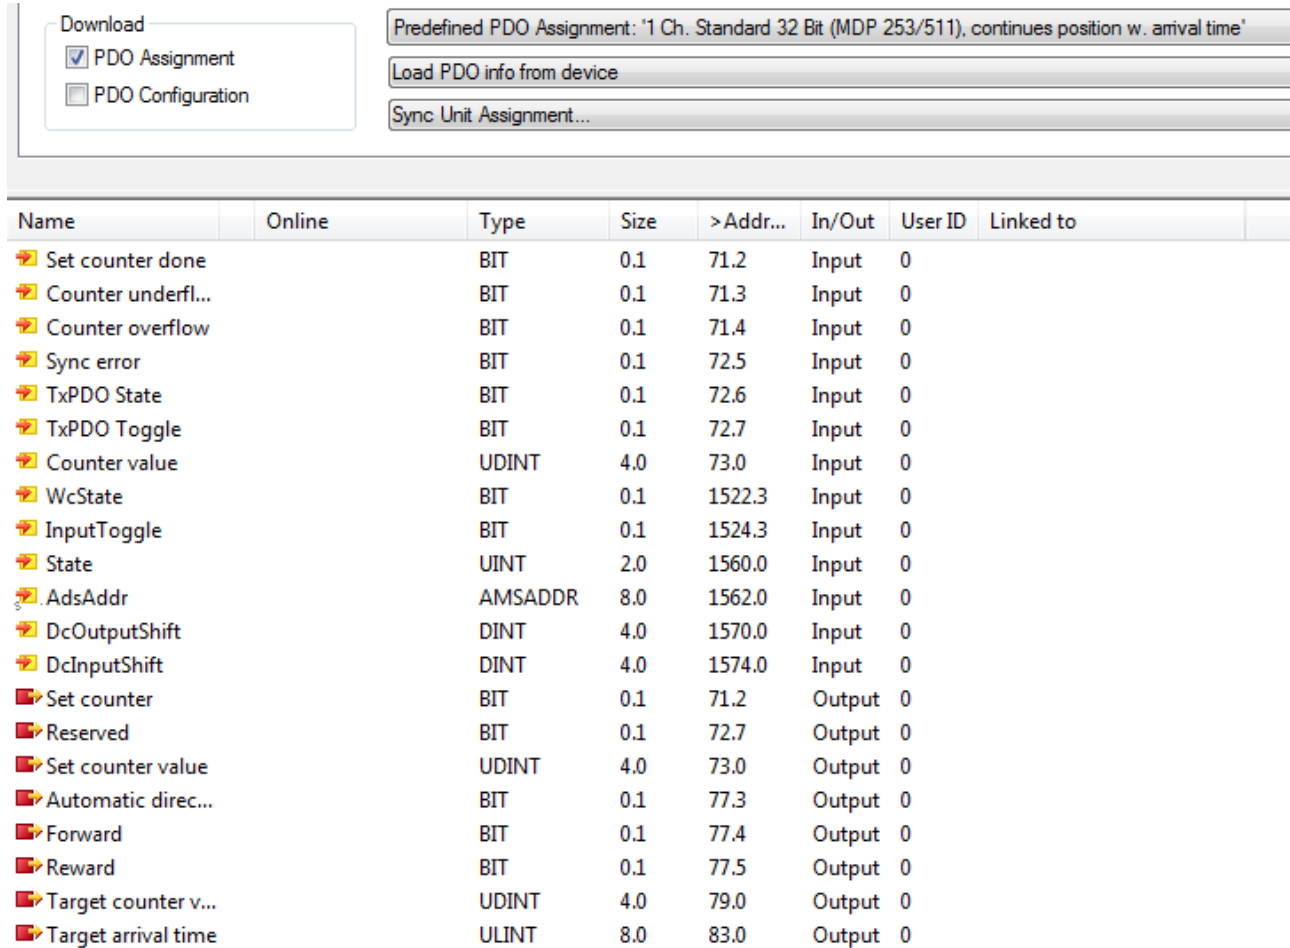 Download
PDO Assignment
PDO Configuration
Predefined PDO Assignment: '1 Ch. Standard 32 Bit (MDP 253/511), continues position w. arrival time'
Load PDO info from device
Sync Unit Assignment...
Name Online Type Size >Addr... In/Out User ID Linked to
Set counter done BIT 0.1 71.2 Input 0
Counter underfl... BIT 0.1 71.3 Input 0
Counter overflow BIT 0.1 71.4 Input 0
Sync error BIT 0.1 72.5 Input 0
TxPDO State BIT 0.1 72.6 Input 0
TxPDO Toggle BIT 0.1 72.7 Input 0
Counter value UDINT 4.0 73.0 Input 0
WcState BIT 0.1 1522.3 Input 0
InputToggle BIT 0.1 1524.3 Input 0
State UINT 2.0 1560.0 Input 0
AdsAddr AMSADDR 8.0 1562.0 Input 0
DcOutputShift DINT 4.0 1570.0 Input 0
DcInputShift DINT 4.0 1574.0 Input 0
Set counter BIT 0.1 71.2 Output 0
Reserved BIT 0.1 72.7 Output 0
Set counter value UDINT 4.0 73.0 Output 0
Automatic direc... BIT 0.1 77.3 Output 0
Forward BIT 0.1 77.4 Output 0
Reward BIT 0.1 77.5 Output 0
Target counter v... UDINT 4.0 79.0 Output 0
Target arrival time ULINT 8.0 83.0 Output 0